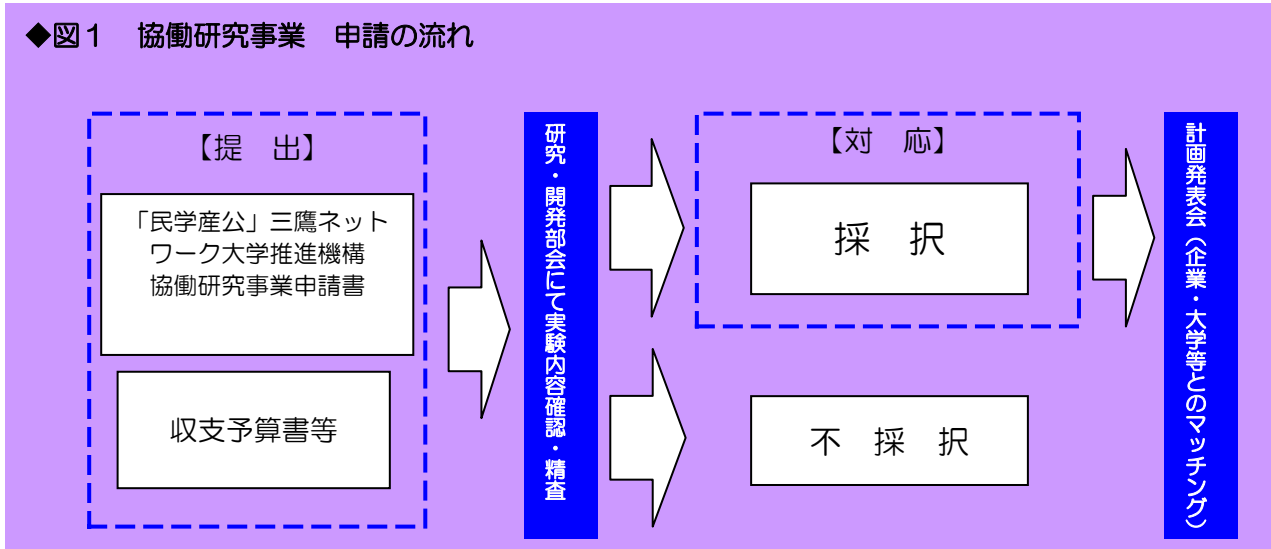 ◆図1　協働研究事業　申請の流れ
【提　出】
「民学産公」三鷹ネット
ワーク大学推進機構
協働研究事業申請書
収支予算書等
研究・開発部会にて実験内容確認・精査
【対　応】
採　択
不　採　択
計画発表会（企業・大学等とのマッチング）